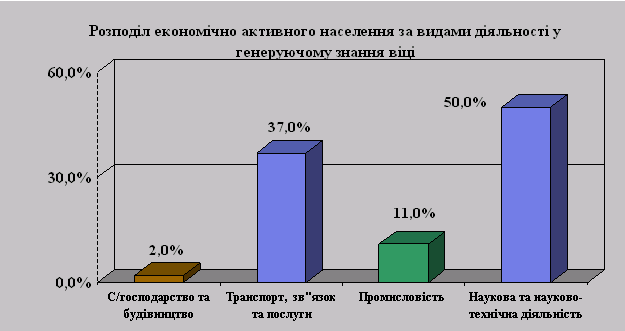 Розподіл економічно активного населення за видами діяльності у
генеруючому знання віці
60,0%
50,0%
37,0%
30,0%
11,0%
2,0%
0,0%
С/господарство та
будівництво
Транспорт, зв"язок
та послуги
Промисловість
Наукова та науково-
технічна діяльність